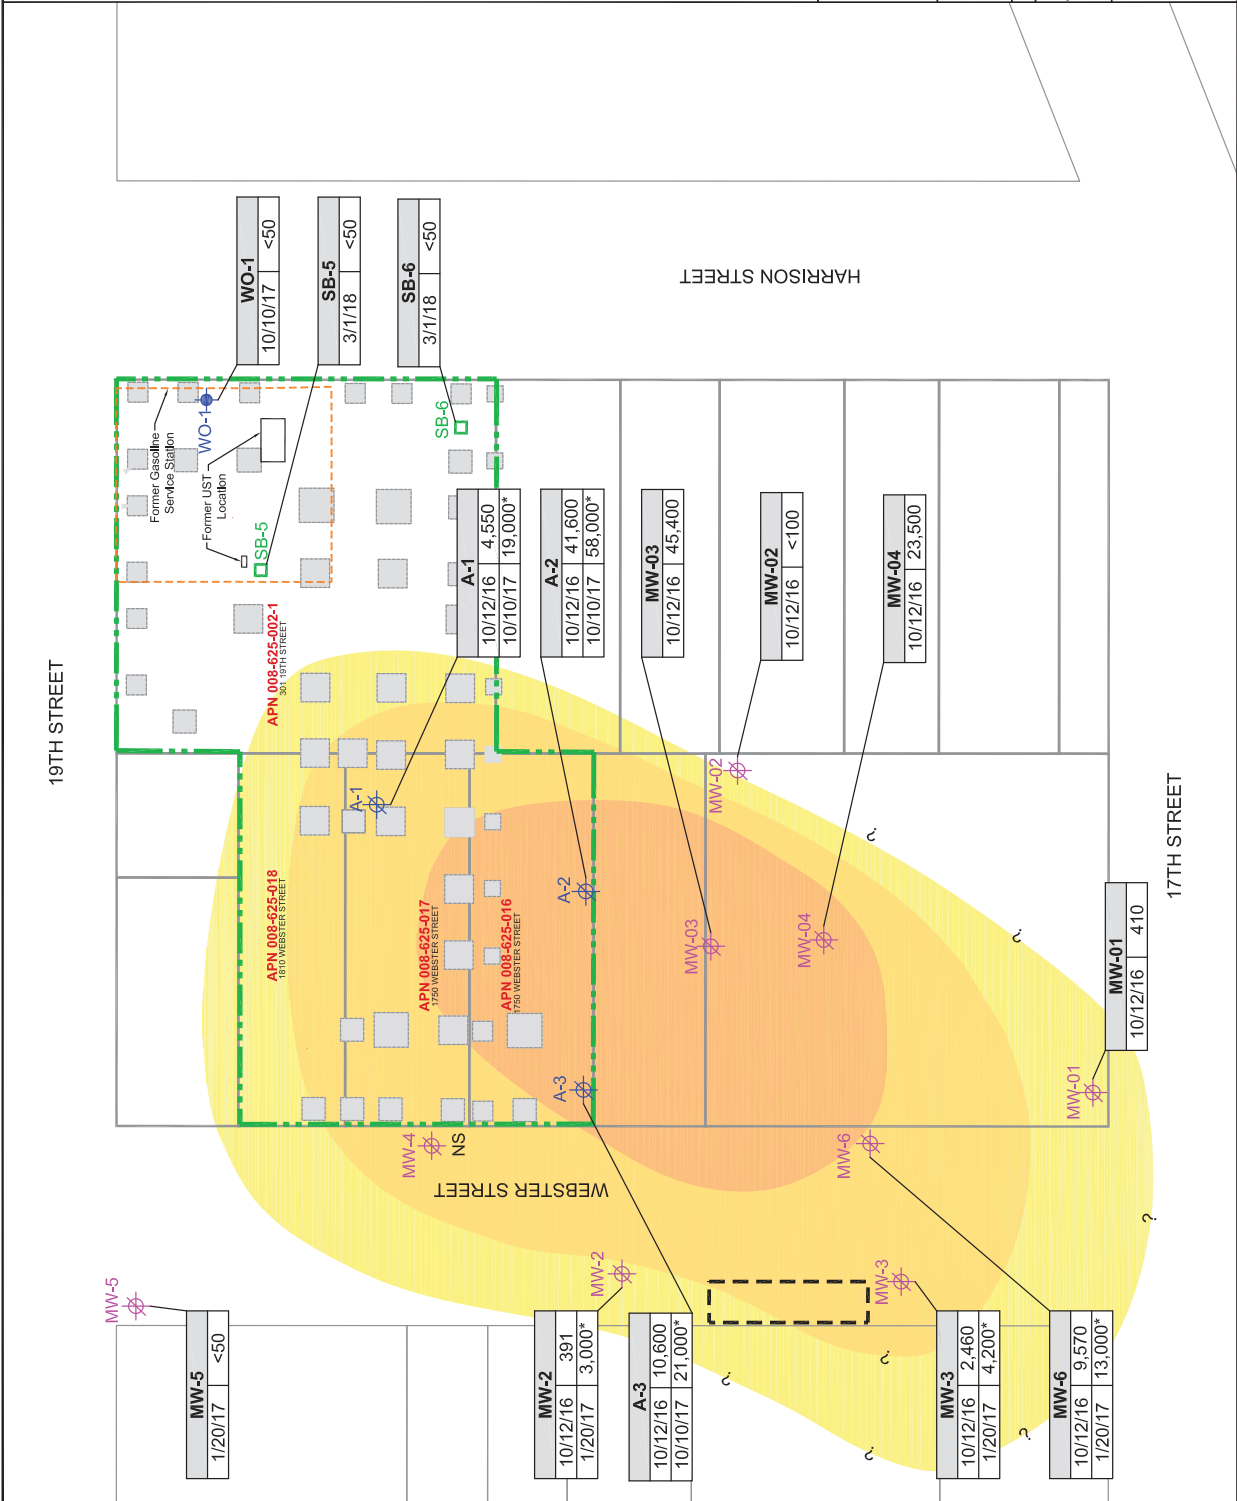 19TH STREET
HARRISON STREET
17TH STREET
WEBSTER STREET
WO-1
10/10/17 <50
SB-5
3/1/18 <50
SB-6
3/1/18 <50
Former Gasoline
Service Station
WO-1
Former UST
Location
SB-5
SB-6
APN 008-625-002-1
301 19TH STREET
A-1
10/12/16 4,550
10/10/17 19,000*
A-2
10/12/16 41,600
10/10/17 58,000*
MW-03
10/12/16 45,400
MW-02
10/12/16 <100
MW-04
10/12/16 23,500
A-1
MW-02
APN 008-625-018
1810 WEBSTER STREET
APN 008-625-017
1750 WEBSTER STREET
APN 008-625-016
1750 WEBSTER STREET
A-2
MW-03
MW-04
?
?
MW-01
10/12/16 410
A-3
MW-01
MW-4
NS
MW-6
?
MW-5
MW-2
MW-3
MW-5
1/20/17 <50
MW-2
10/12/16 391
1/20/17 3,000*
A-3
10/12/16 10,600
10/10/17 21,000*
?
?
?
MW-3
10/12/16 2,460
1/20/17 4,200*
?
MW-6
10/12/16 9,570
1/20/17 13,000*